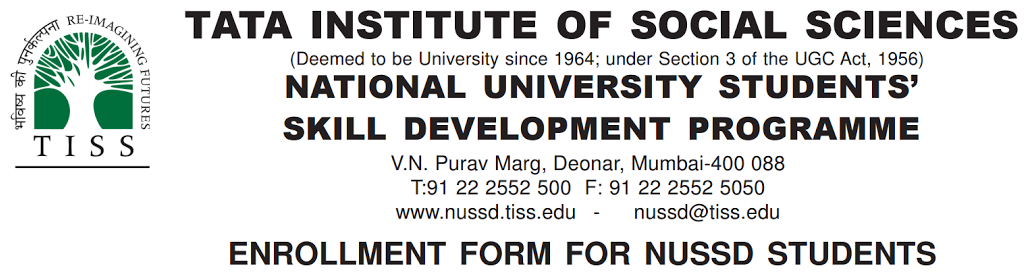 भविष्य की पुनर्कल्पना RE-IMAGINING FUTURES
TISS
TATA INSTITUTE OF SOCIAL SCIENCES
(Deemed to be University since 1964; under Section 3 of the UGC Act, 1956)
NATIONAL UNIVERSITY STUDENTS’
SKILL DEVELOPMENT PROGRAMME
V.N. Purav Marg, Deonar, Mumbai-400 088
T:91 22 2552 500 F: 91 22 2552 5050
www.nussd.tiss.edu - nussd@tiss.edu
ENROLLMENT FORM FOR NUSSD STUDENTS